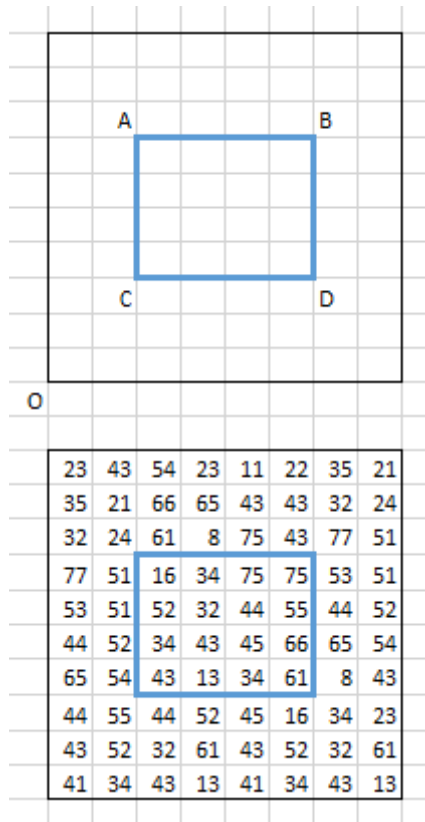 A B
C D
O
23 43 54 23 11 22 35 21
35 21 66 65 43 43 32 24
32 24 61 8 75 43 77 51
77 51 16 34 75 75 53 51
53 51 52 32 44 55 44 52
44 52 34 43 45 66 65 54
65 54 43 13 34 61 8 43
44 55 44 52 45 16 34 23
43 52 32 61 43 52 32 61
41 34 43 13 41 34 43 13